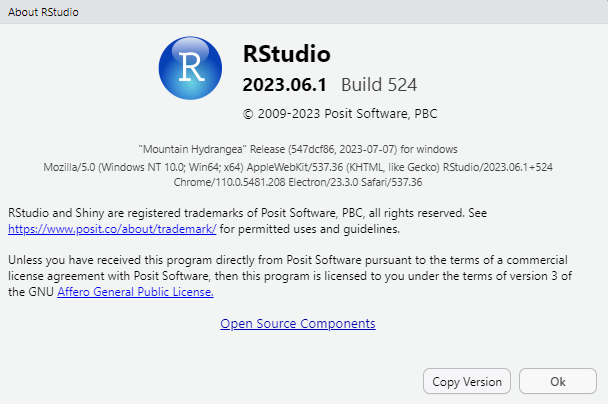 About RStudio
R
RStudio
2023.06.1 Build 524
© 2009-2023 Posit Software, PBC
"Mountain Hydrangea" Release (547dcf86, 2023-07-07) for windows
Mozilla/5.0 (Windows NT 10.0; Win64; x64) AppleWebKit/537.36 (KHTML, like Gecko) RStudio/2023.06.1+524
Chrome/110.0.5481.208 Electron/23.3.0 Safari/537.36
RStudio and Shiny are registered trademarks of Posit Software, PBC, all rights reserved. See
https://www.posit.co/about/trademark/ for permitted uses and guidelines.
Unless you have received this program directly from Posit Software pursuant to the terms of a commercial
license agreement with Posit Software, then this program is licensed to you under the terms of version 3 of
the GNU Affero General Public License.
Open Source Components
Copy Version Ok